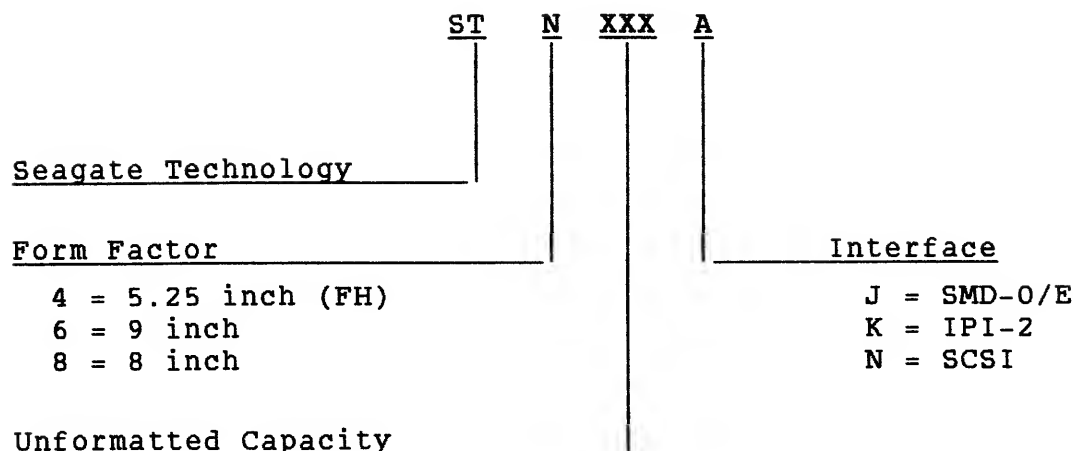 ST N XXX A
Seagate Technology
Form Factor Interface
4 = 5.25 inch (FH) J = SMD-O/E
6 = 9 inch K = IPI-2
8 = 8 inch N = SCSI
Unformatted Capacity